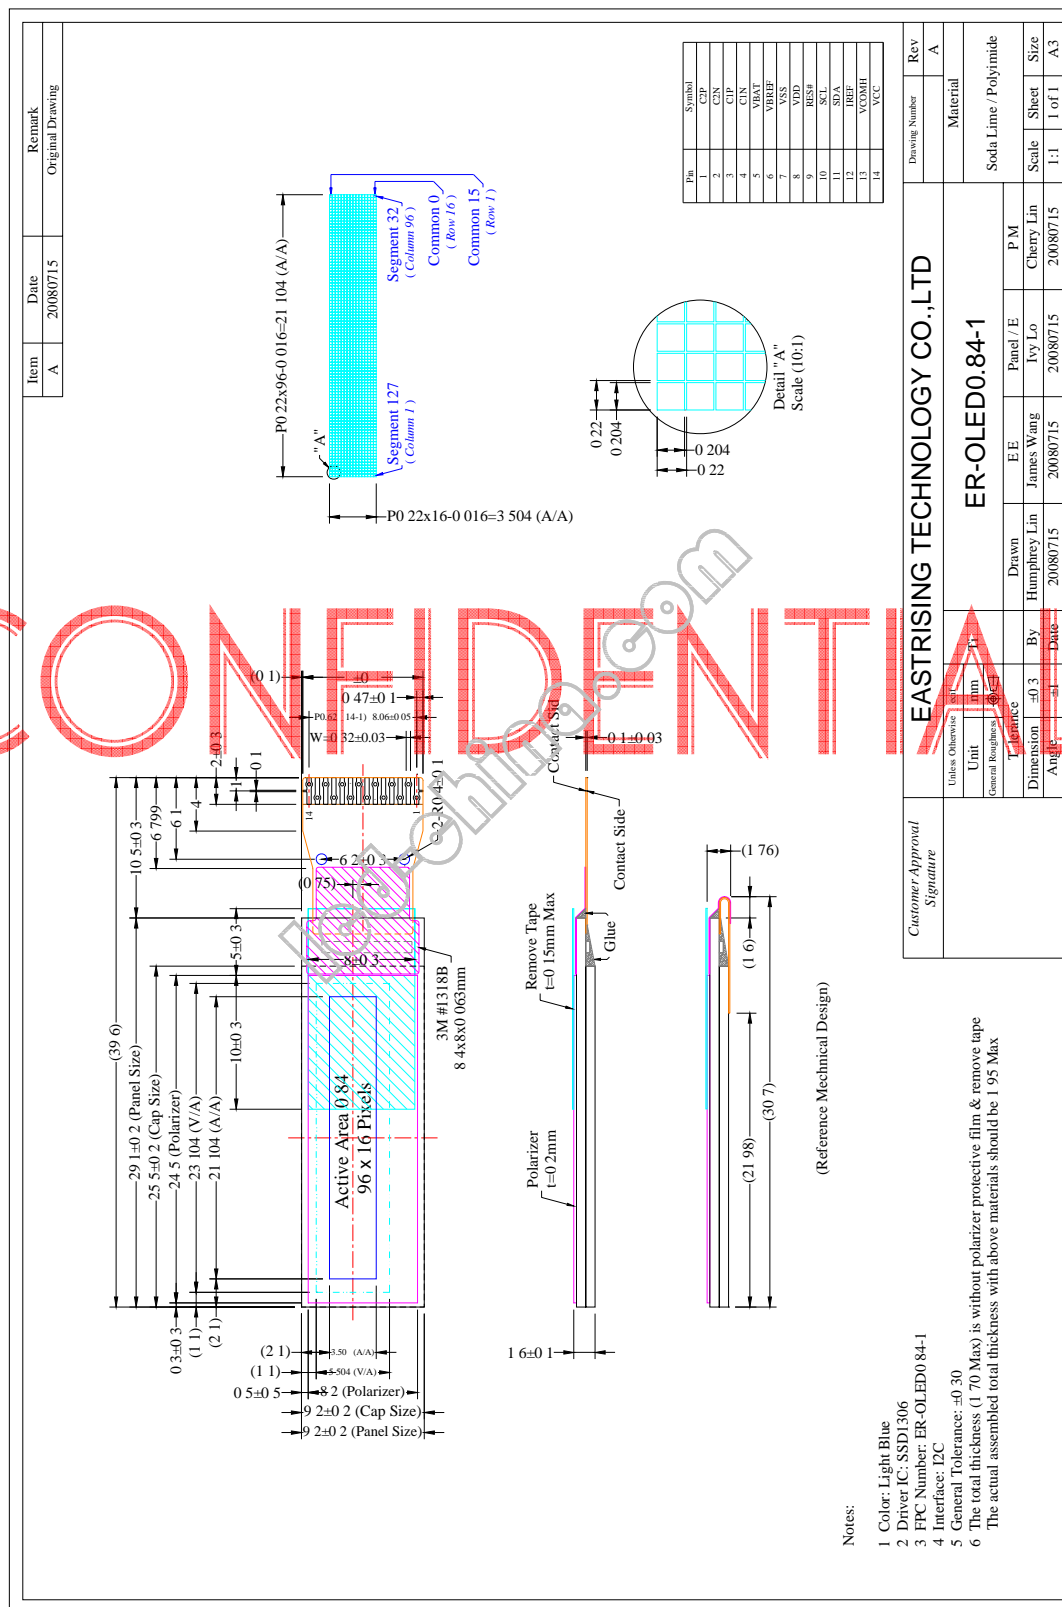 Item Date Remark
A 20080715 Original Drawing
P0 22x96-0 016=21 104 (A/A)
"A"
P0 22x16-0 016=3 504 (A/A)
Segment 127
( Column 1 )
Segment 32
( Column 96 )
Common 0
( Row 16 )
Common 15
( Row 1 )
0 22
0 204
0 204
0 22
Detail "A"
Scale (10:1)
Pin Symbol
1 C2P
2 C2N
3 C1P
4 C1N
5 VBAT
6 VBREF
7 VSS
8 VDD
9 RES#
10 SCL
11 SDA
12 IREF
13 VCOMH
14 VCC
CONFIDENTIAL
lcd-china.com
(39 6)
29 1±0 2 (Panel Size)
25 5±0 2 (Cap Size)
24 5 (Polarizer)
23 104 (V/A)
21 104 (A/A)
0 3±0 3
(1 1)
(2 1)
10 5±0 3
6 799
6 1
4
2±0 3
1
0 1
5±0 3
10±0 3
(0 1)
±0
0 47±0 1
P0.62 14-1) 8.06±0 05
W=0 32±0.03
14
1
6 2±0 3
2-R0 4±0 1
(0 75)
8±0 3
3M #1318B
8 4x8x0 063mm
Active Area 0 84
96 x 16 Pixels
(2 1)
3.50 (A/A)
(1 1)
5.504 (V/A)
0 5±0 5
8 2 (Polarizer)
9 2±0 2 (Cap Size)
9 2±0 2 (Panel Size)
Contact Sid
0 1±0 03
Contact Side
Remove Tape
t=0 15mm Max
Glue
Polarizer
t=0 2mm
1 6±0 1
(1 76)
(1 6)
(21 98)
(30 7)
(Reference Mechnical Design)
Notes:
1 Color: Light Blue
2 Driver IC: SSD1306
3 FPC Number: ER-OLED0 84-1
4 Interface: I2C
5 General Tolerance: ±0 30
6 The total thickness (1 70 Max) is without polarizer protective film & remove tape
The actual assembled total thickness with above materials should be 1 95 Max
Customer Approval
Signature
EASTRISING TECHNOLOGY CO.,LTD
Drawing Number Rev
A
Unless Otherwise
Unit mm
General Roughness
Tolerance
Dimension ±0 3
Angle ±1
ER-OLED0.84-1
Material
Soda Lime / Polyimide
Drawn E E Panel / E P M
By Humphrey Lin James Wang Ivy Lo Cherry Lin
Date 20080715 20080715 20080715 20080715
Scale Sheet Size
1:1 1 of 1 A3